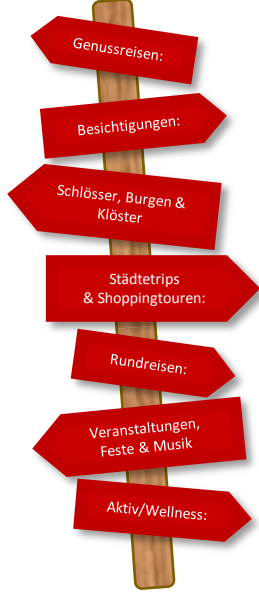 Genussreisen:
Besichtigungen:
Schlösser, Burgen &
Klöster
Städtetrips
& Shoppingtouren:
Rundreisen:
Veranstaltungen,
Feste & Musik
Aktiv/Wellness: